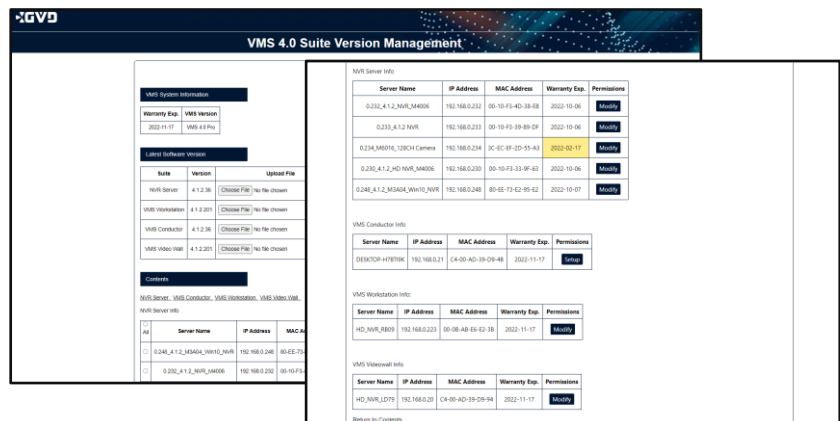 GVD
VMS 4.0 Suite Version Management
VMS System Information
Warranty Exp. VMS Version
2022-11-17 VMS 4.0 Pro
Latest Software Version
Suite Version Upload File
NVR Server 4.1.2.36 Choose File No file chosen
VMS Workstation 4.1.2.201 Choose File No file chosen
VMS Conductor 4.1.2.36 Choose File No file chosen
VMS Video Wall 4.1.2.201 Choose File No file chosen
Contents
NVR Server VMS Conductor VMS Workstation VMS Video Wall
NVR Server Info
All Server Name IP Address MAC A
0.248_4.1.2_M3A04_Win10_NVR 192.168.0.248 80-EE-73-
0.232_4.1.2_NVR_M4006 192.168.0.232 00-10-F3-
NVR Server Info
Server Name IP Address MAC Address Warranty Exp. Permissions
0.232_4.1.2_NVR_M4006 192.168.0.232 00-10-F3-4D-38-EB 2022-10-06 Modify
0.233_4.1.2 NVR 192.168.0.233 00-10-F3-39-89-DF 2022-10-06 Modify
0.234_M6016_128CH Camera 192.168.0.234 3C-EC-EF-2D-55-A3 2022-02-17 Modify
0.230_4.1.2_HD NVR_M4006 192.168.0.230 00-10-F3-33-9F-63 2022-10-06 Modify
0.248_4.1.2_M3A04_Win10_NVR 192.168.0.248 80-EE-73-E2-95-E2 2022-10-07 Modify
VMS Conductor Info
Server Name IP Address MAC Address Warranty Exp. Permissions
DESKTOP-H78TI9K 192.168.0.21 C4-00-AD-39-D9-4B 2022-11-17 Setup
VMS Workstation Info:
Server Name IP Address MAC Address Warranty Exp. Permissions
HD_NVR_RB09 192.168.0.223 00-0B-AB-E6-E2-3B 2022-11-17 Modify
VMS Videowall Info
Server Name IP Address MAC Address Warranty Exp. Permissions
HD_NVR_LD79 192.168.0.20 C4-00-AD-39-D9-94 2022-11-17 Modify
Return to Contents